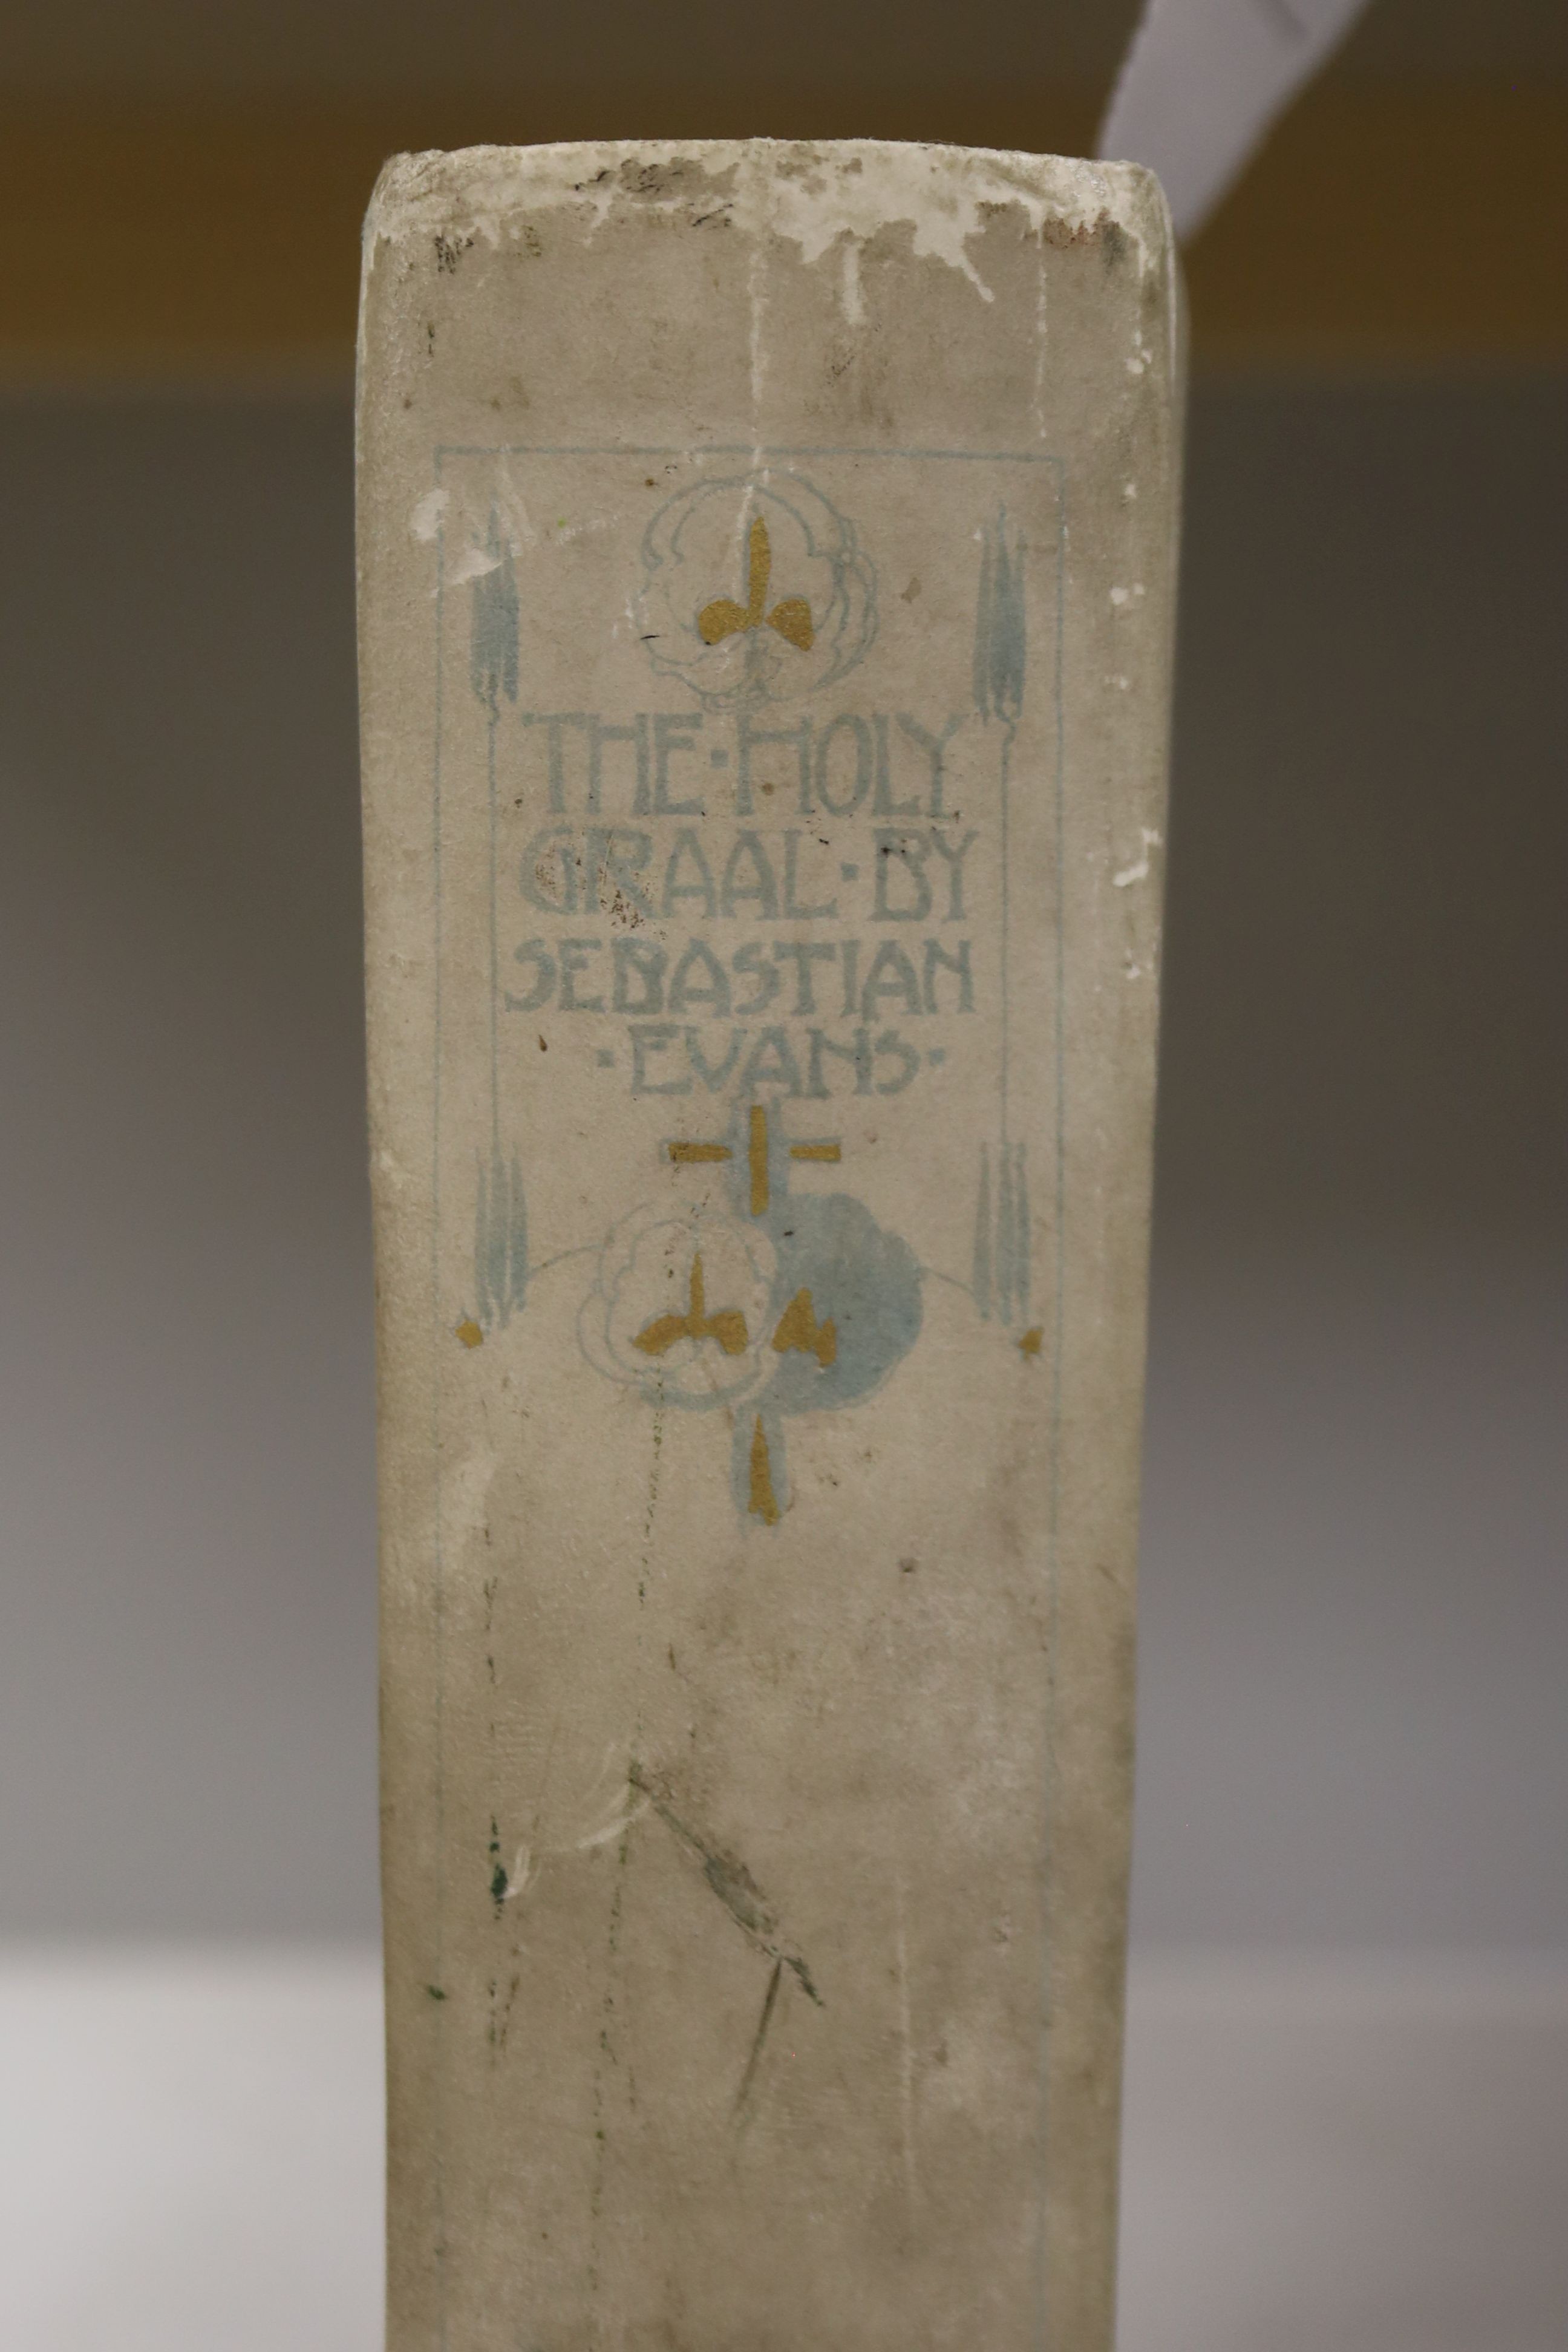 THE·HOLY
GRAAL·BY
SEBASTIAN
·EVANS·